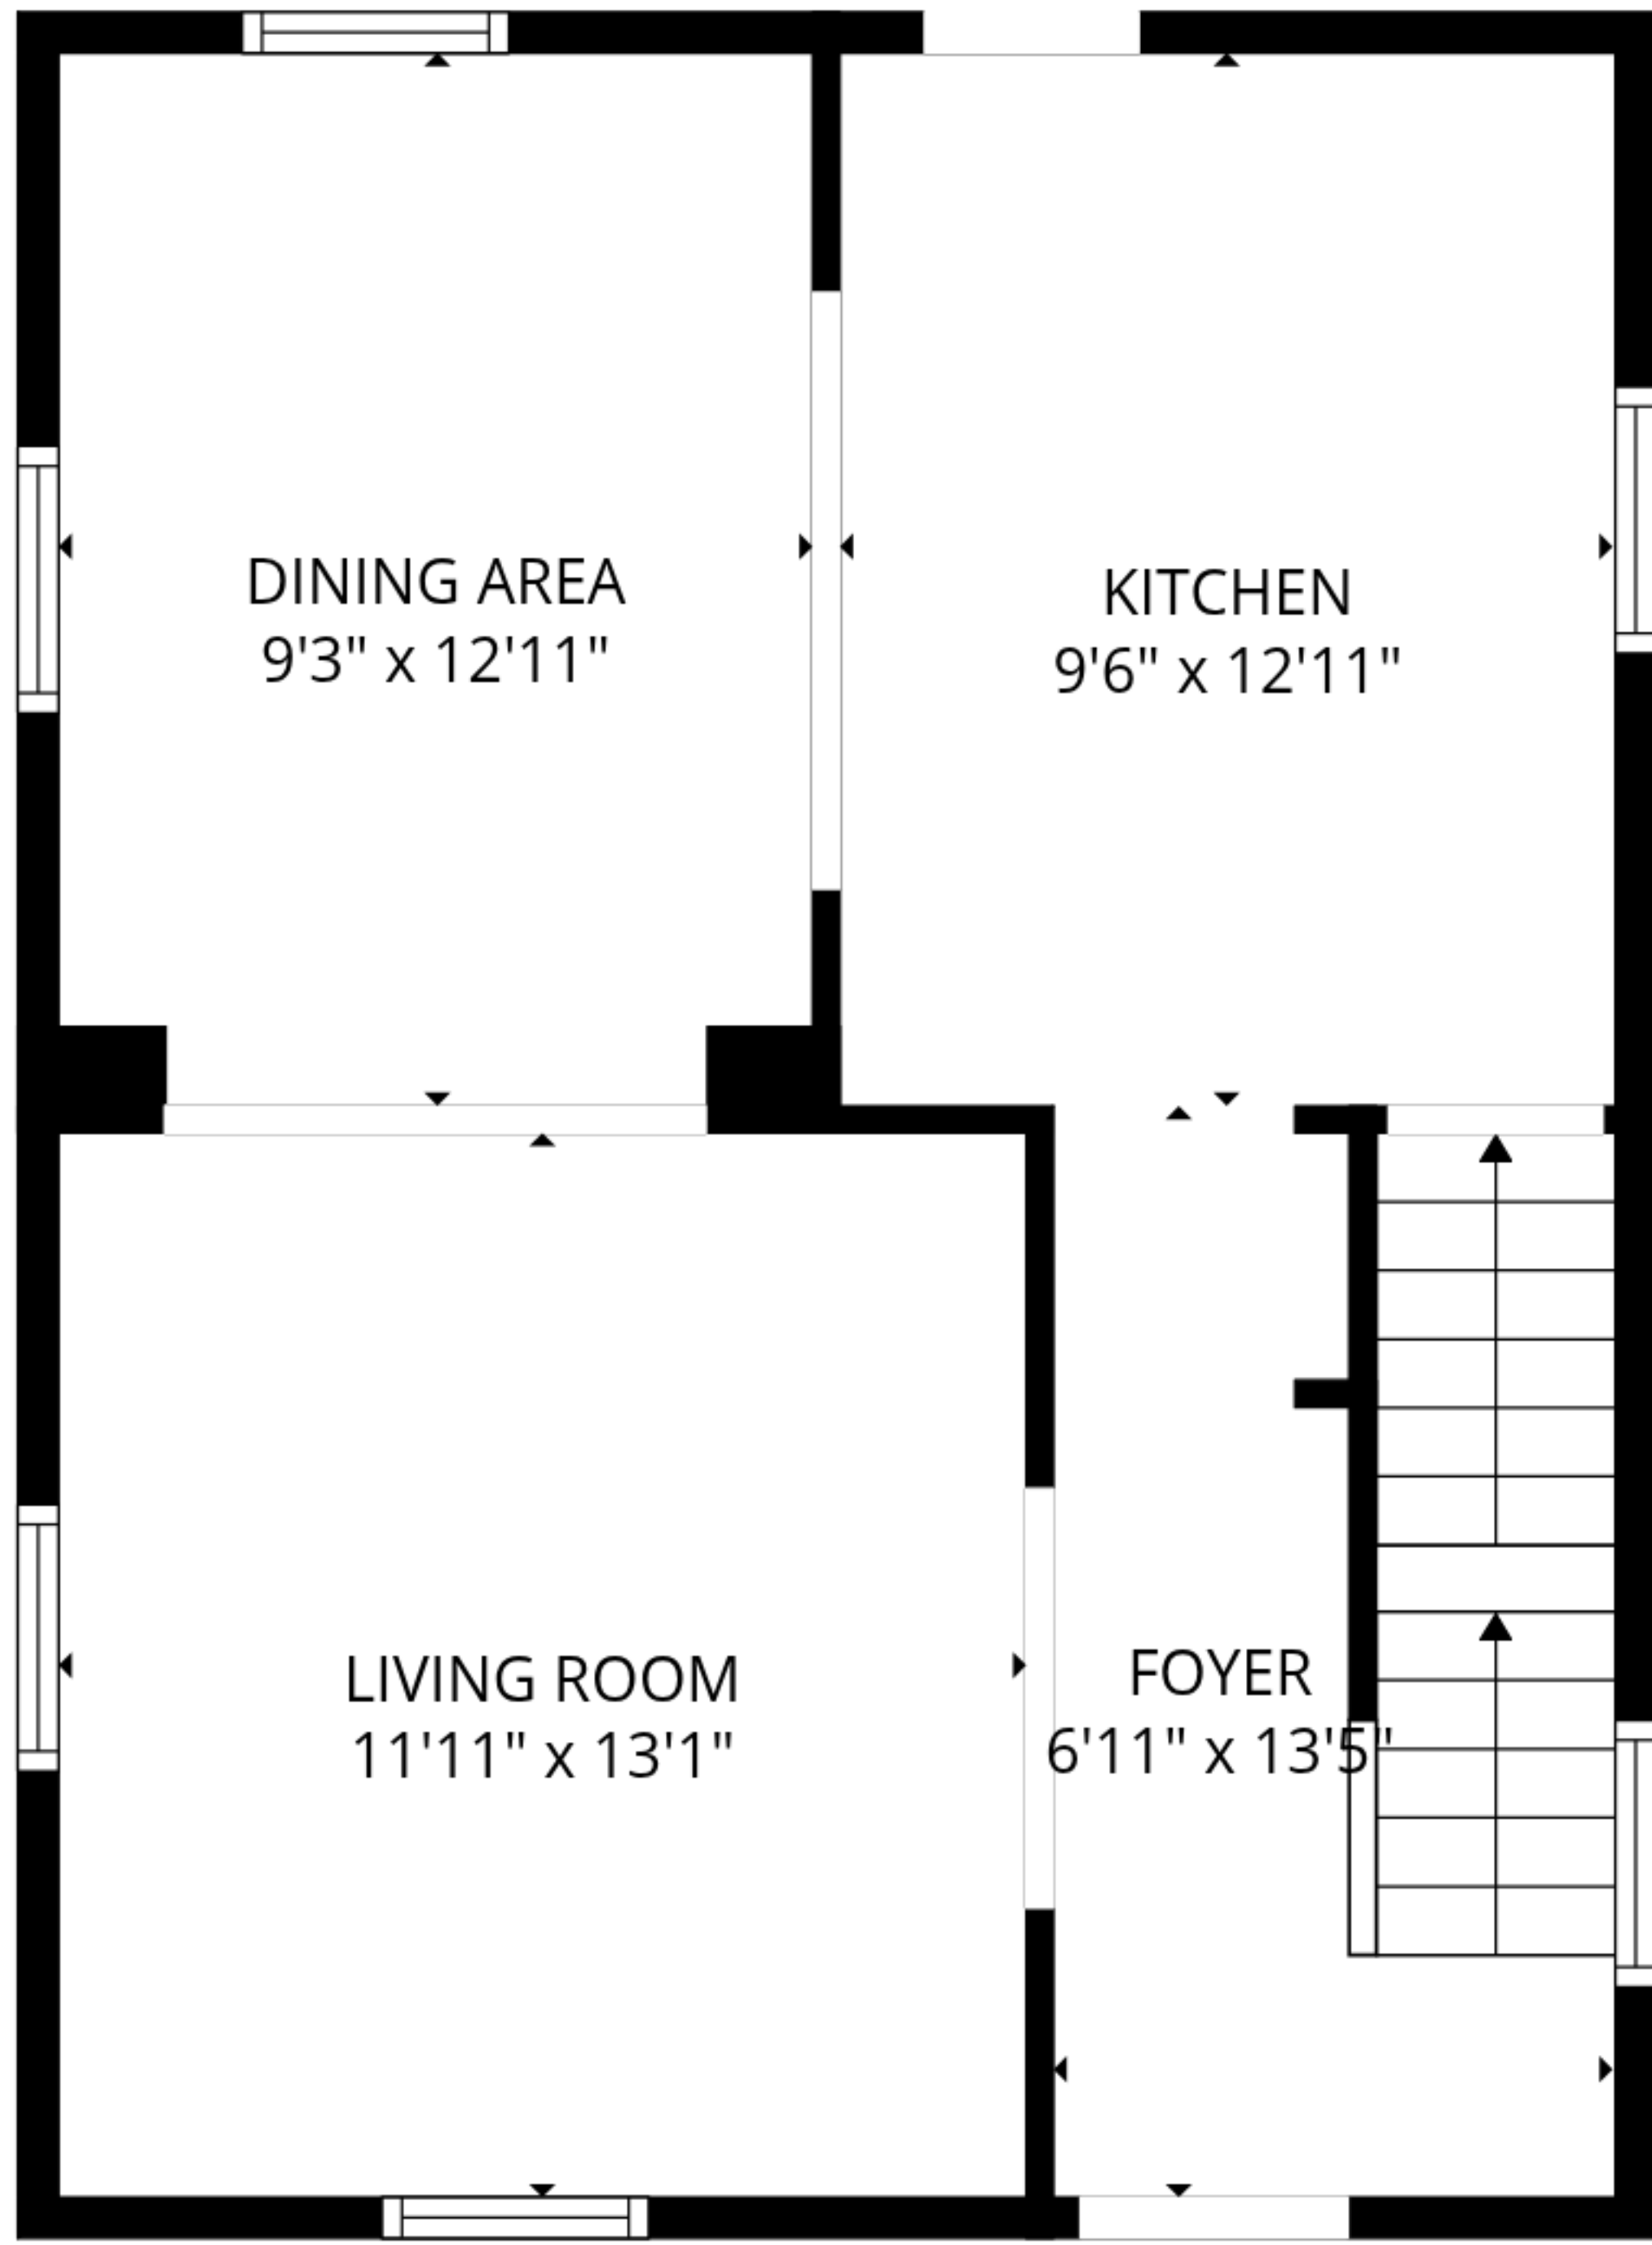 DINING AREA
9'3" x 12'11"
KITCHEN
9'6" x 12'11"
LIVING ROOM
11'11" x 13'1"
FOYER
6'11" x 13'5"